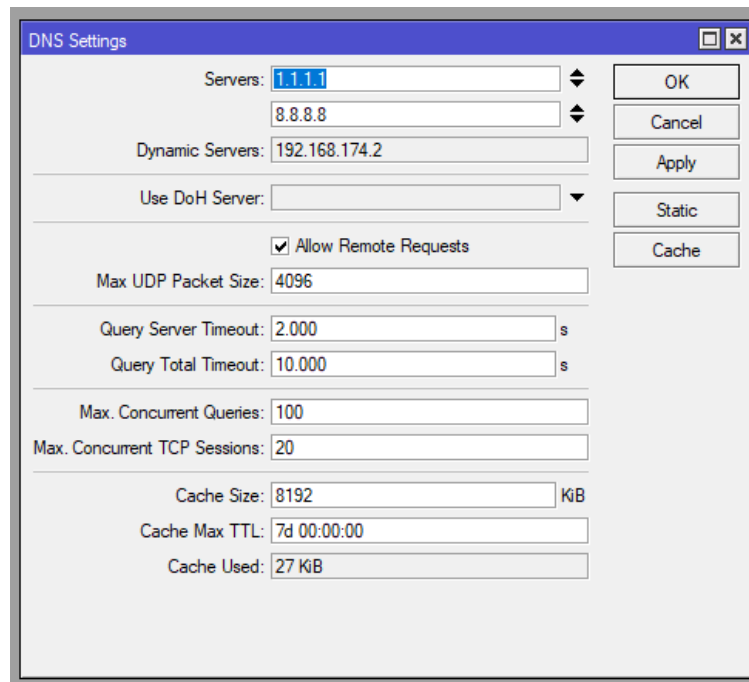 DNS Settings
Servers: 1.1.1.1
8.8.8.8
Dynamic Servers: 192.168.174.2
Use DoH Server:
Allow Remote Requests
Max UDP Packet Size: 4096
Query Server Timeout: 2.000 s
Query Total Timeout: 10.000 s
Max. Concurrent Queries: 100
Max. Concurrent TCP Sessions: 20
Cache Size: 8192 KiB
Cache Max TTL: 7d 00:00:00
Cache Used: 27 KiB
OK
Cancel
Apply
Static
Cache